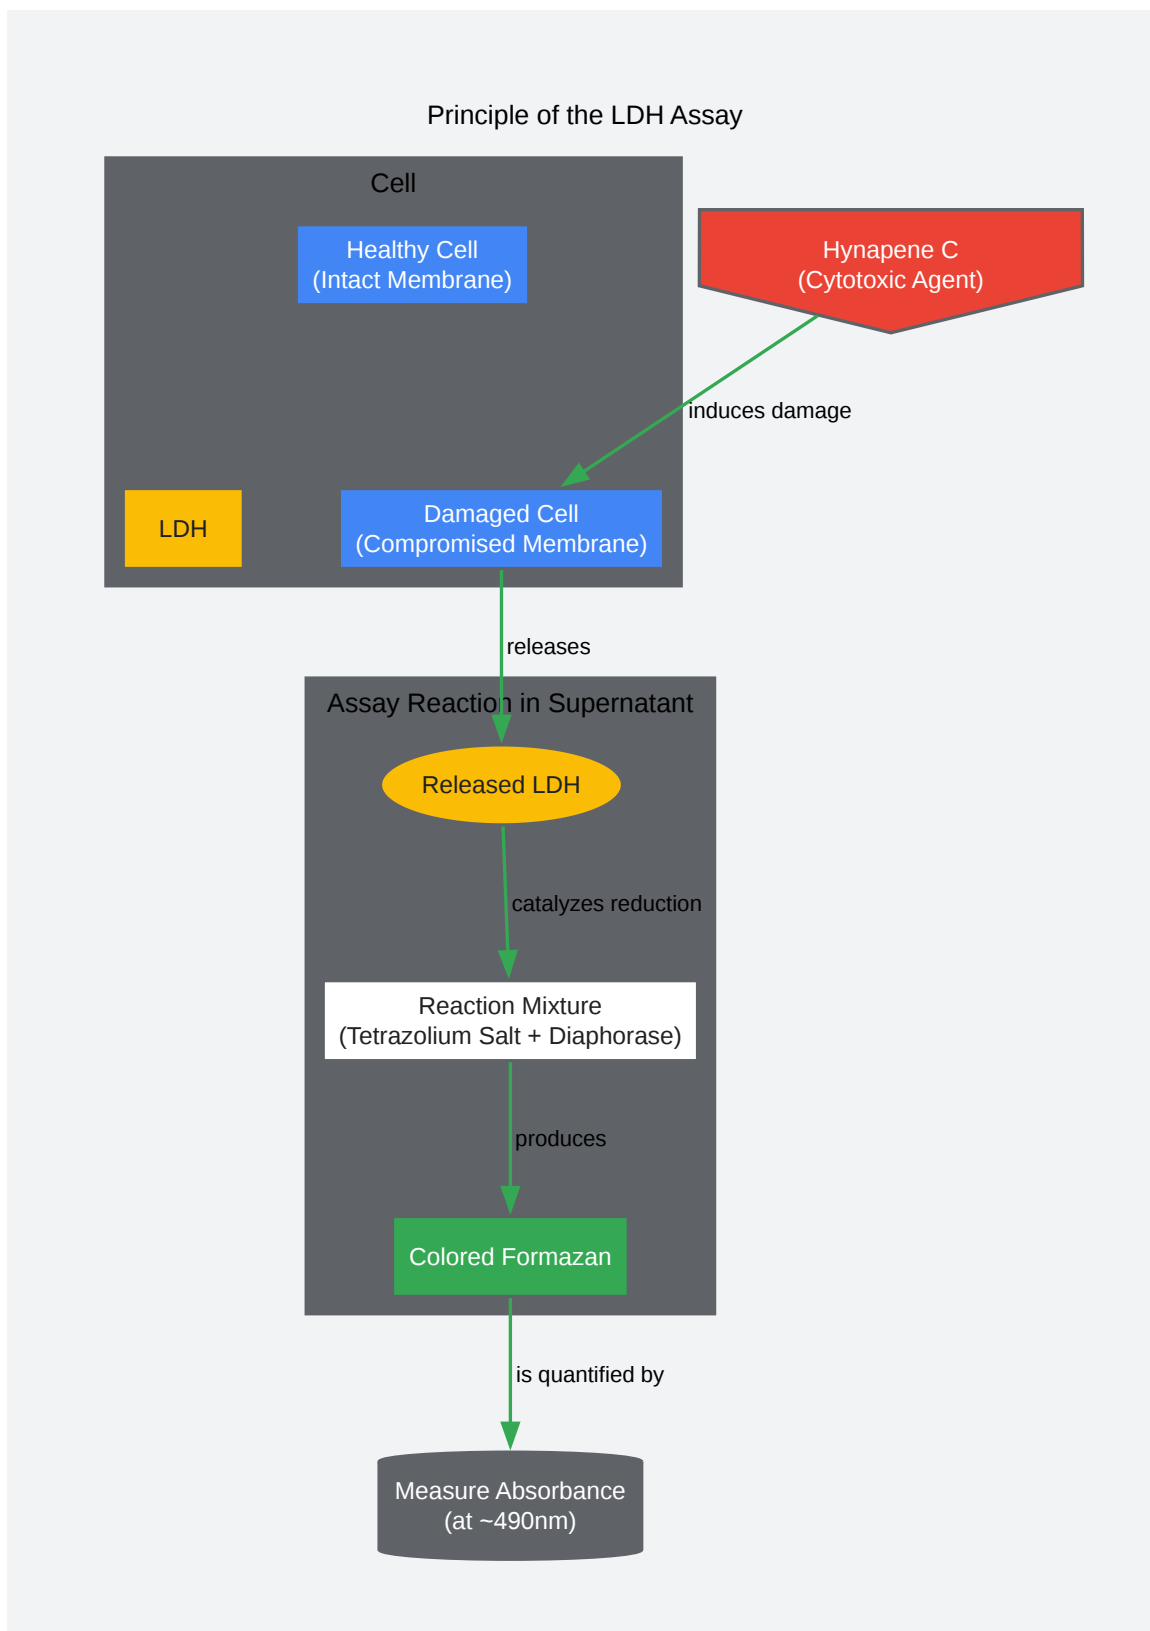 Principle of the LDH Assay
Cell
Healthy Cell
(Intact Membrane)
Hynapene C
(Cytotoxic Agent)
induces damage
LDH
Damaged Cell
(Compromised Membrane)
releases
Assay Reaction in Supernatant
Released LDH
catalyzes reduction
Reaction Mixture
(Tetrazolium Salt + Diaphorase)
produces
Colored Formazan
is quantified by
Measure Absorbance
(at ~490nm)